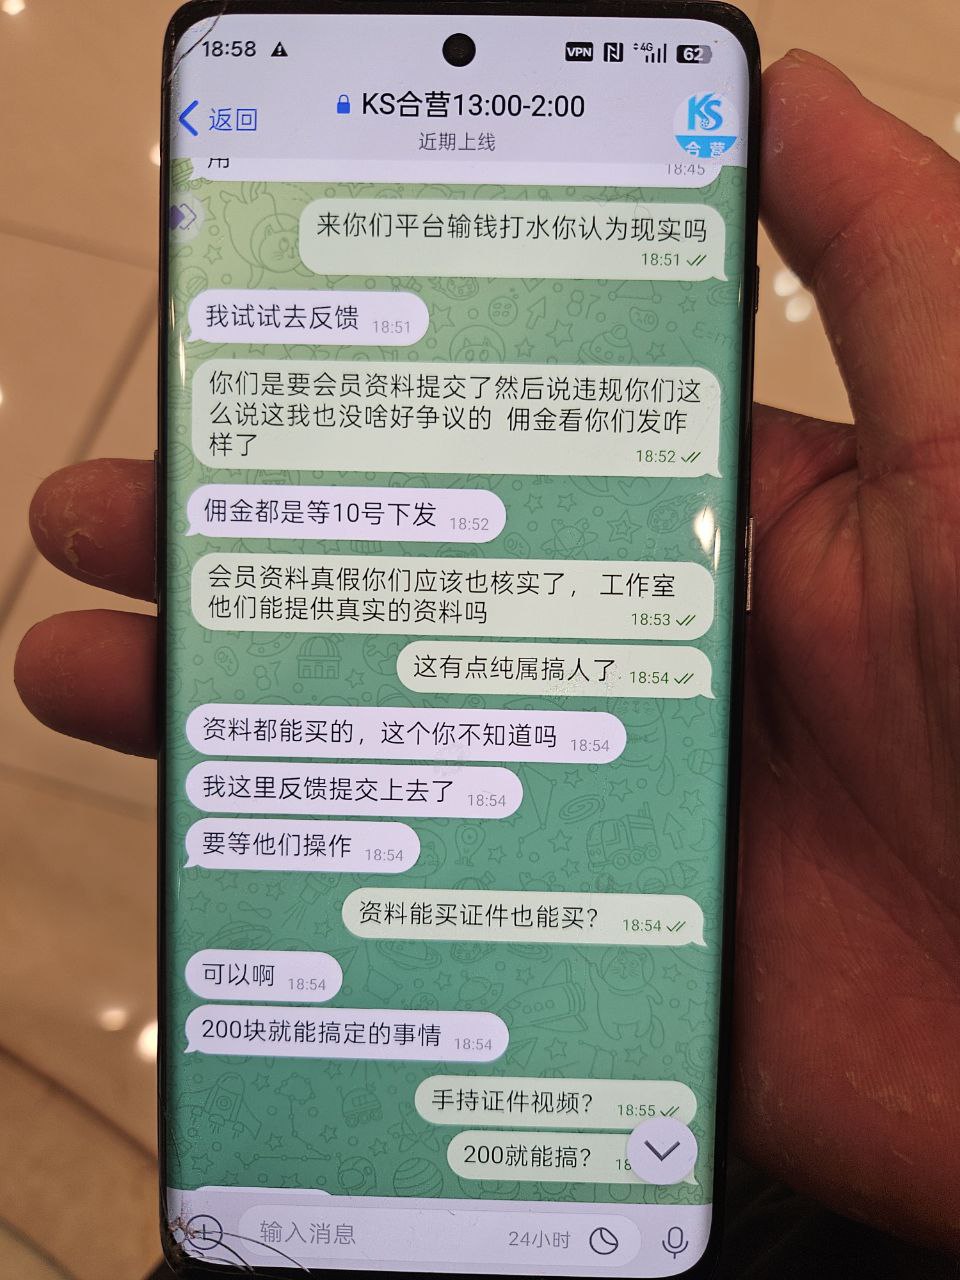 18:58
VPN
4G
62
返回
KS合营13:00-2:00
近期上线
KS
合 营
用
18:45
来你们平台输钱打水你认为现实吗
18:51
我试试去反馈 18:51
你们是要会员资料提交了然后说违规你们这
么说这我也没啥好争议的 佣金看你们发咋
样了
18:52
佣金都是等10号下发 18:52
会员资料真假你们应该也核实了， 工作室
他们能提供真实的资料吗
18:53
这有点纯属搞人了 18:54
资料都能买的，这个你不知道吗 18:54
我这里反馈提交上去了 18:54
要等他们操作 18:54
资料能买证件也能买？ 18:54
可以啊 18:54
200块就能搞定的事情 18:54
手持证件视频？ 18:55
200就能搞？
输入消息
24小时